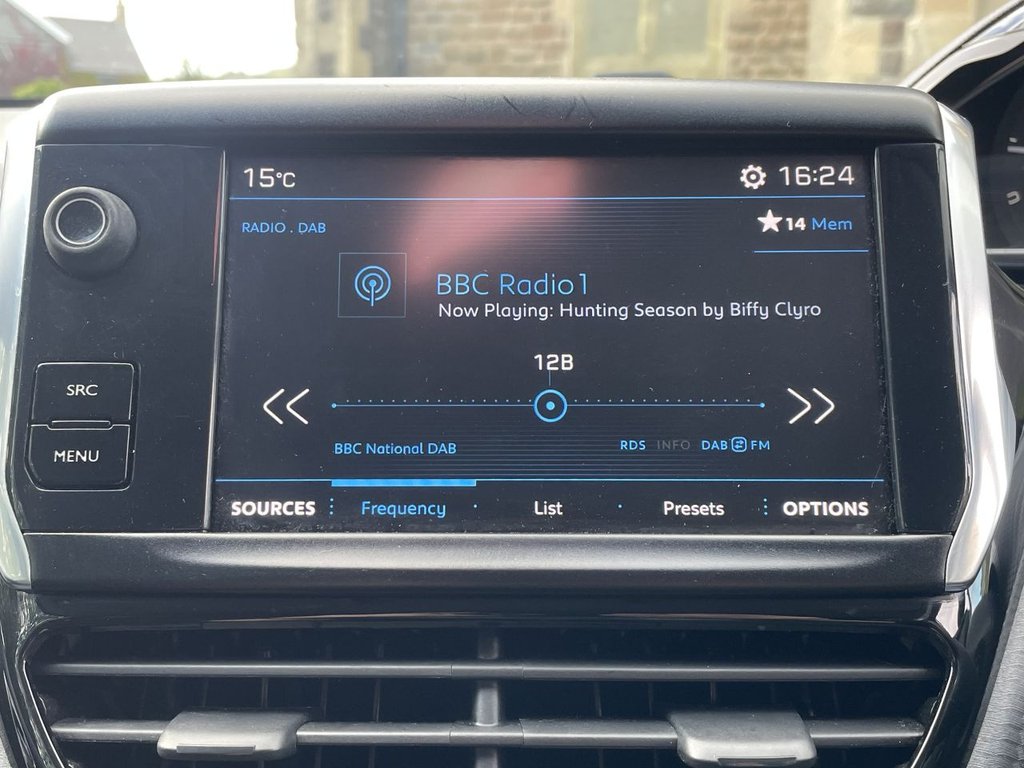 15°C 16:24
RADIO . DAB ★14 Mem
BBC Radio1
Now Playing: Hunting Season by Biffy Clyro
12B
BBC National DAB RDS INFO DAB FM
SOURCES Frequency List Presets OPTIONS
SRC
MENU